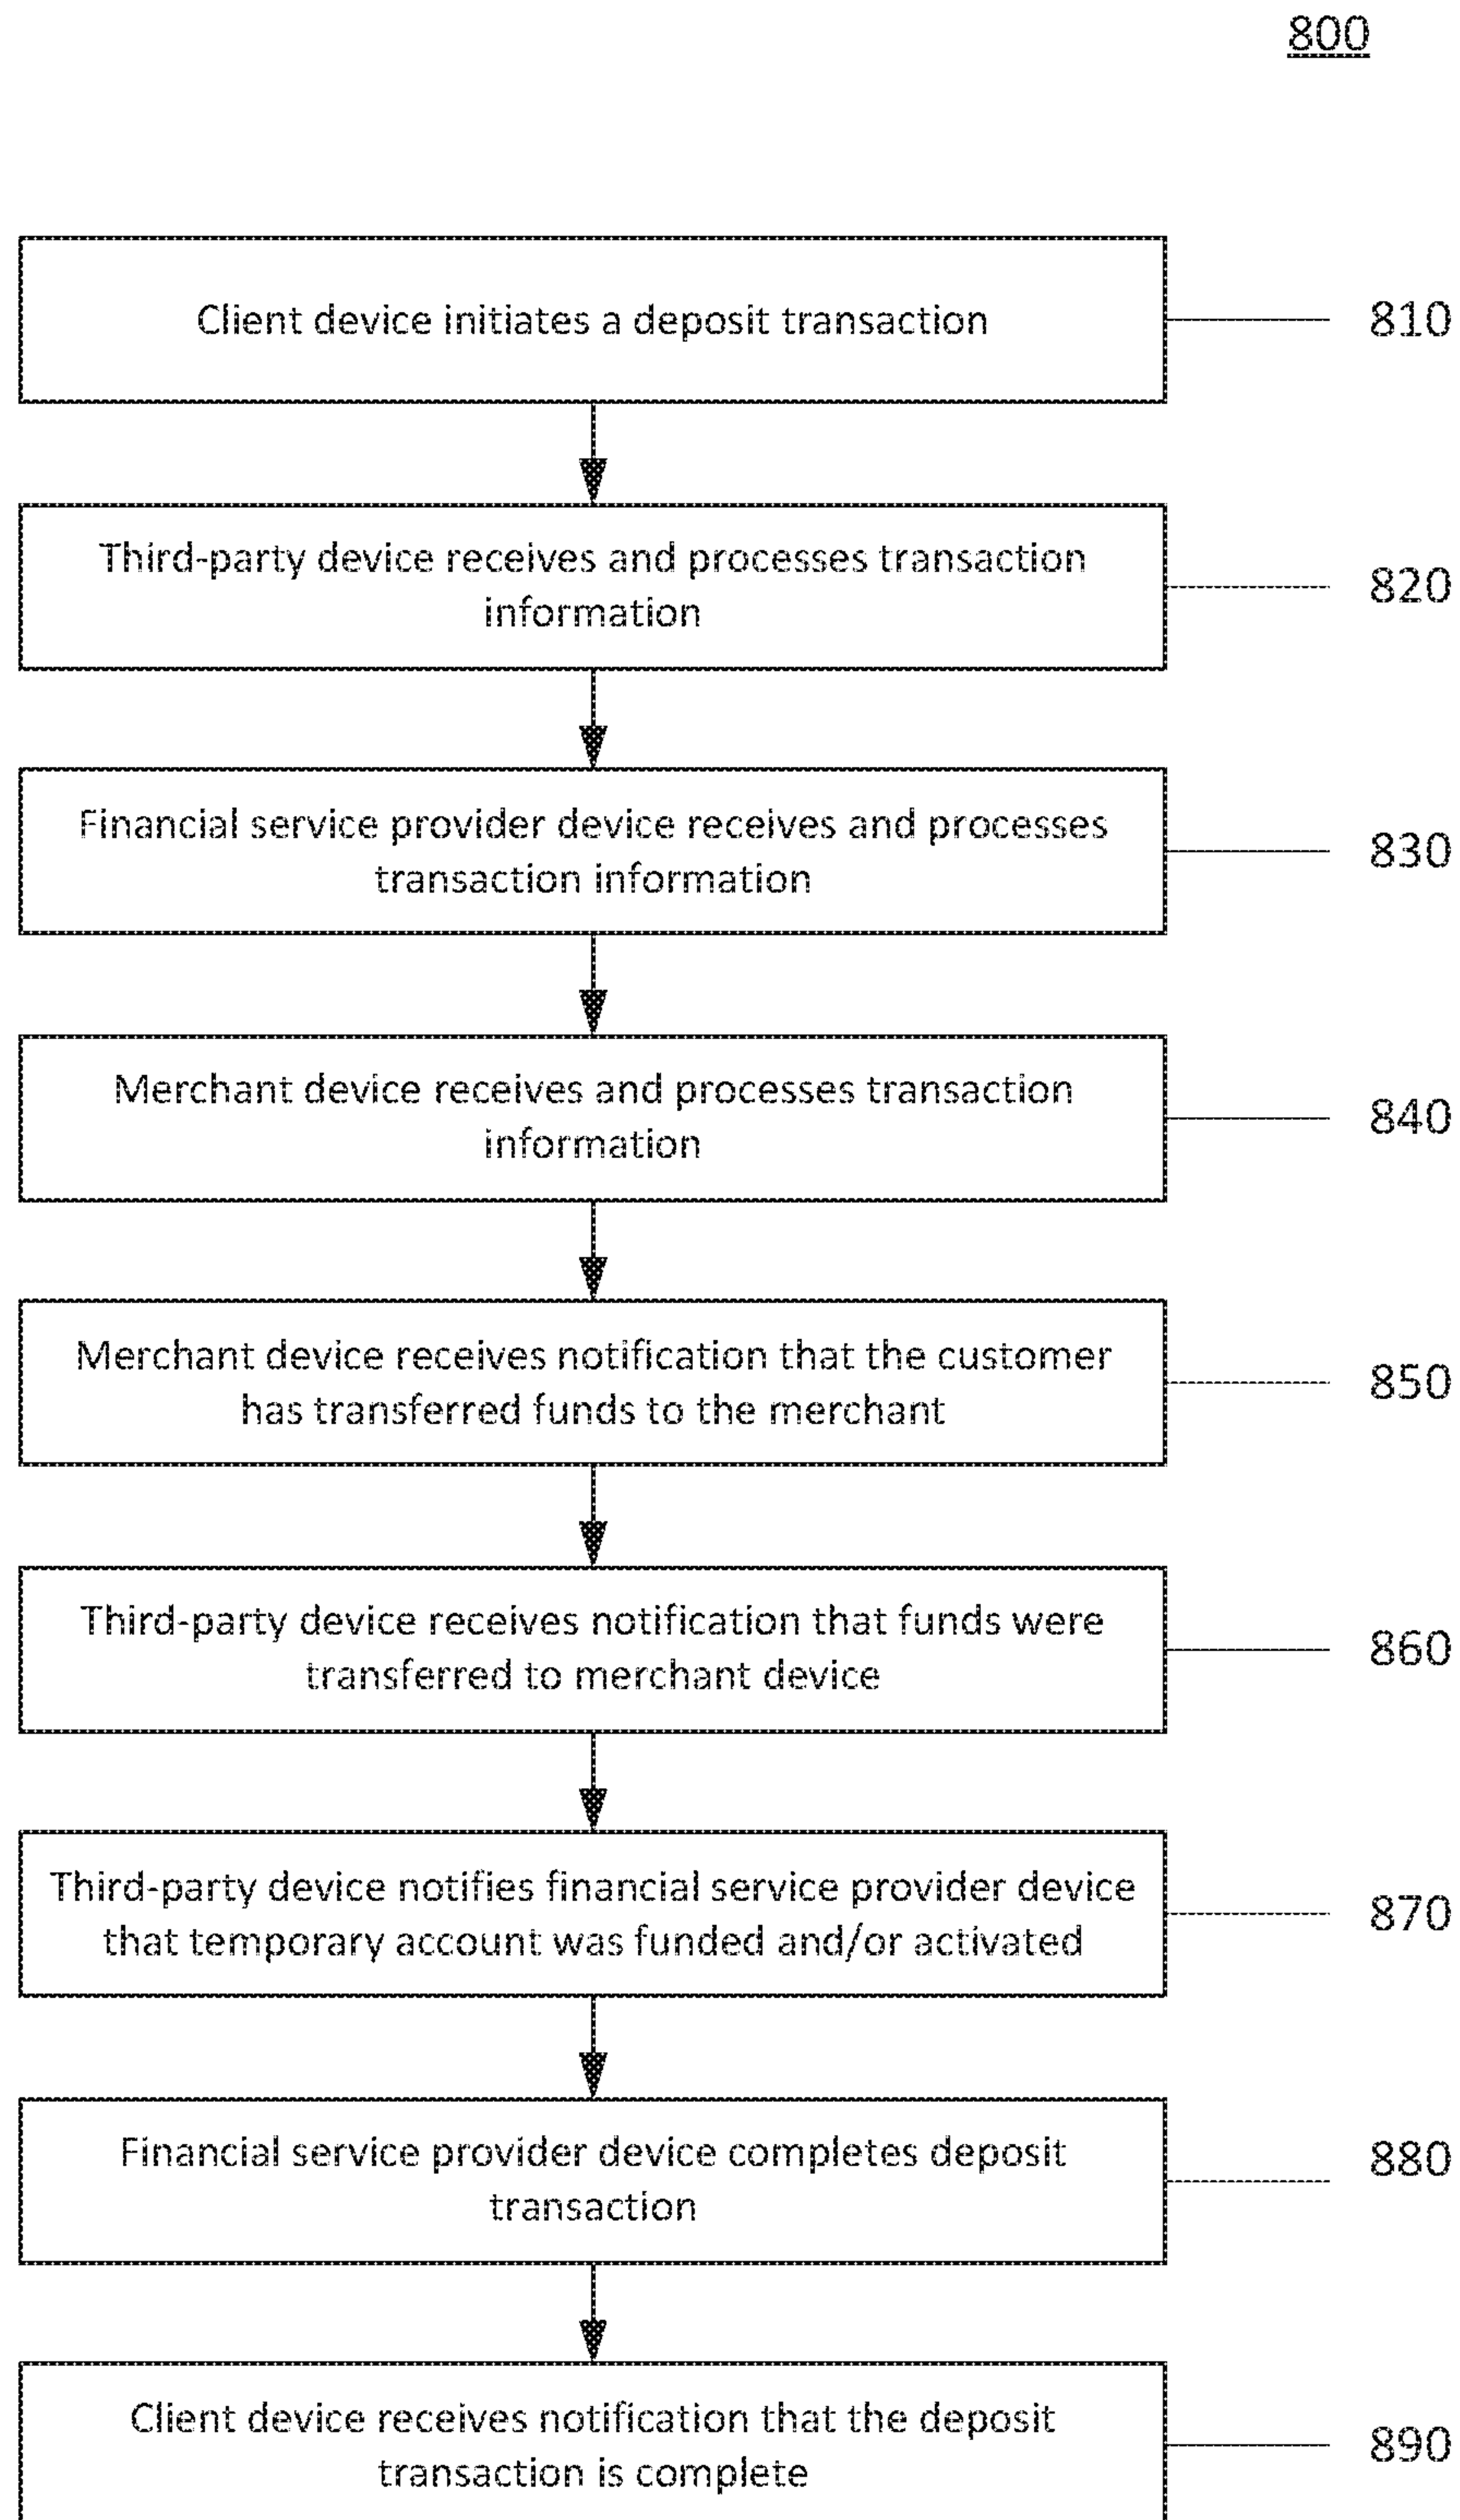 800
Client device initiates a deposit transaction
810
Third-party device receives and processes transaction
information
820
Financial service provider device receives and processes
transaction information
830
Merchant device receives and processes transaction
information
840
Merchant device receives notification that the customer
has transferred funds to the merchant
850
Third-party device receives notification that funds were
transferred to merchant device
860
Third-party device notifies financial service provider device
that temporary account was funded and/or activated
870
Financial service provider device completes deposit
transaction
880
Client device receives notification that the deposit
transaction is complete
890